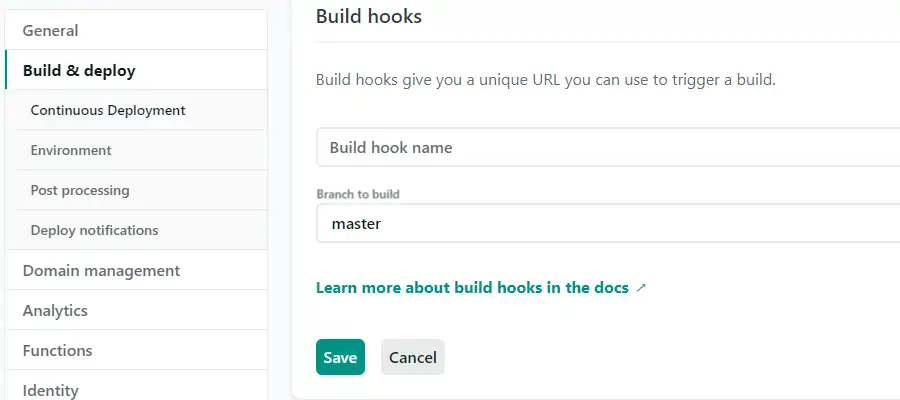 General
Build & deploy
Continuous Deployment
Environment
Post processing
Deploy notifications
Domain management
Analytics
Functions
Identity
Build hooks
Build hooks give you a unique URL you can use to trigger a build.
Build hook name
Branch to build
master
Learn more about build hooks in the docs ↗
Save
Cancel